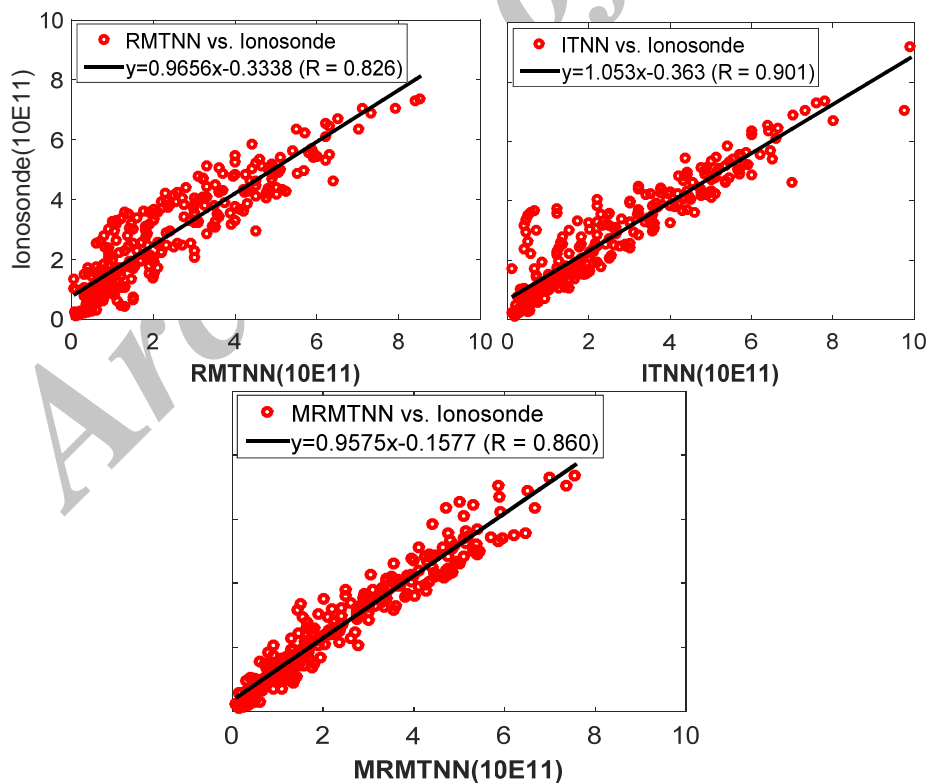 10
8
6
4
2
0
Ionosonde(10E11)
RMTNN vs. Ionosonde
y=0.9656x-0.3338 (R = 0.826)
0 2 4 6 8 10
RMTNN(10E11)
ITNN vs. Ionosonde
y=1.053x-0.363 (R = 0.901)
0 2 4 6 8 10
ITNN(10E11)
MRMTNN vs. Ionosonde
y=0.9575x-0.1577 (R = 0.860)
0 2 4 6 8 10
MRMTNN(10E11)